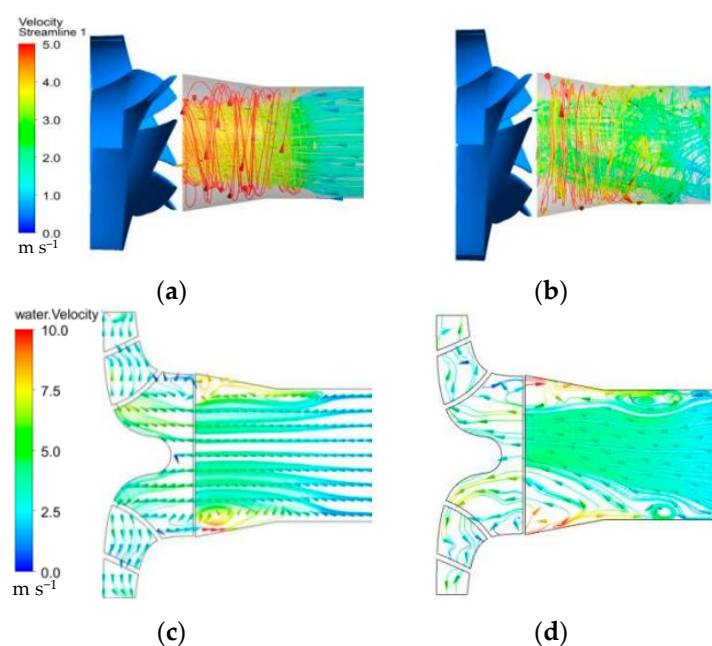 Velocity
Streamline 1
5.0
4.0
3.0
2.0
1.0
0.0
m s⁻¹
(a)
(b)
water.Velocity
10.0
7.5
5.0
2.5
0.0
m s⁻¹
(c)
(d)